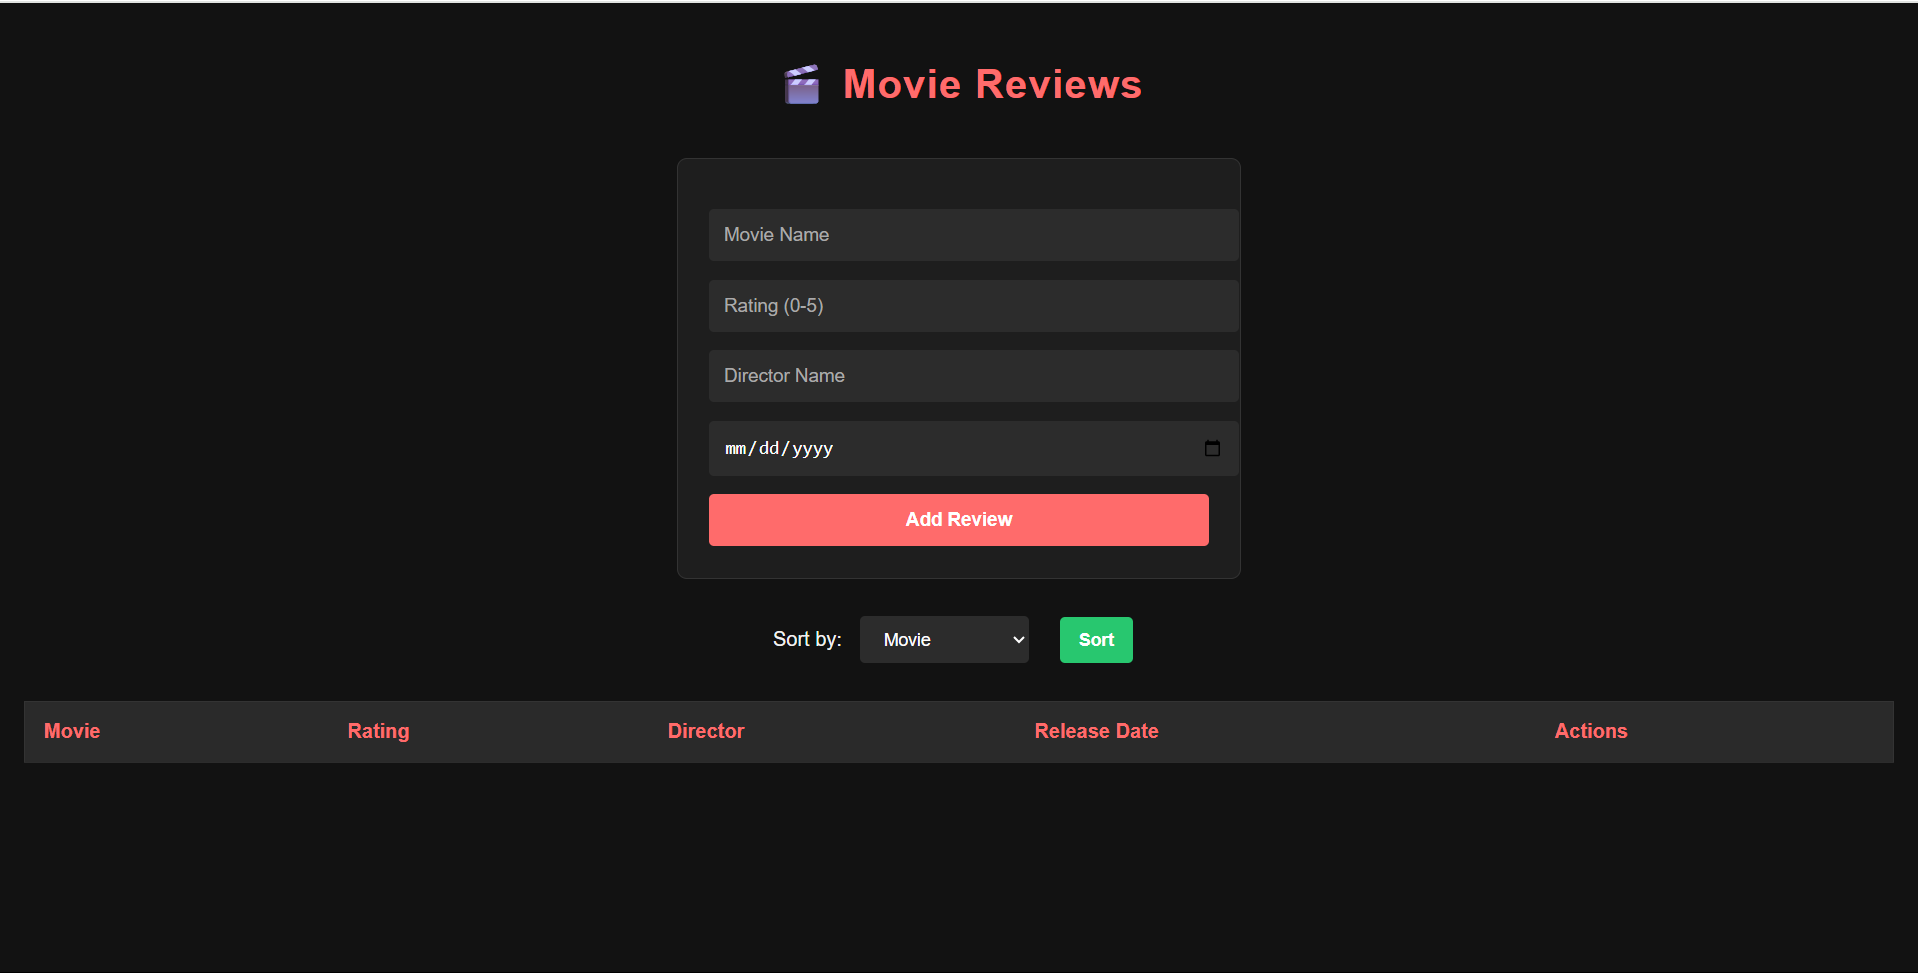 🎬 Movie Reviews
Movie Name
Rating (0-5)
Director Name
mm/dd/yyyy
Add Review
Sort by: Movie Sort
Movie Rating Director Release Date Actions